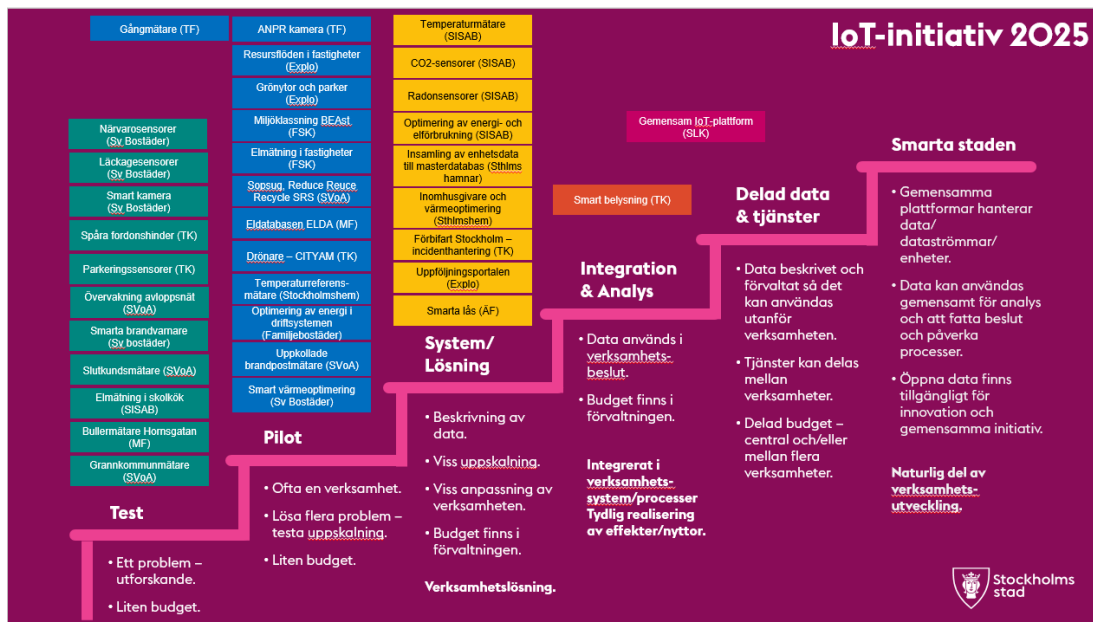 IoT-initiativ 2025
Gångmätare (TF)
Närvarosensorer
(Sv Bostäder)
Läckagesensorer
(Sv Bostäder)
Smart kamera
(Sv Bostäder)
Spåra fordonshinder (TK)
Parkeringssensorer (TK)
Övervakning avloppsnät
(SVoA)
Smarta brandvarnare
(Sv bostäder)
Slutkundsmätare (SVoA)
Elmätning i skolkök
(SISAB)
Bullermätare Hornsgatan
(MF)
Grannkommunmätare
(SVoA)
Test
• Ett problem –
utforskande.
• Liten budget.
ANPR kamera (TF)
Resursflöden i fastigheter
(Explo)
Grönytor och parker
(Explo)
Miljöklassning BEAst
(FSK)
Elmätning i fastigheter
(FSK)
Sopsug, Reduce Reuce
Recycle SRS (SVoA)
Eldatabasen ELDA (MF)
Drönare – CITYAM (TK)
Temperaturreferens-
mätare (Stockholmshem)
Optimering av energi i
driftsystemen
(Familjebostäder)
Uppkollade
brandpostmätare (SVoA)
Smart värmeoptimering
(Sv Bostäder)
Pilot
• Ofta en verksamhet.
• Lösa flera problem –
testa uppskalning.
• Liten budget.
Temperaturmätare
(SISAB)
CO2-sensorer (SISAB)
Radonsensorer (SISAB)
Optimering av energi- och
elförbrukning (SISAB)
Insamling av enhetsdata
till masterdatabas (Sthlms
hamnar)
Inomhusgivare och
värmeoptimering
(Sthlmshem)
Förbifart Stockholm –
incidenthantering (TK)
Uppföljningsportalen
(Explo)
Smarta lås (ÄF)
System/
Lösning
• Beskrivning av
data.
• Viss uppskalning.
• Viss anpassning av
verksamheten.
• Budget finns i
förvaltningen.
Verksamhetslösning.
Smart belysning (TK)
Integration
& Analys
• Data används i
verksamhets-
beslut.
• Budget finns i
förvaltningen.
Integrerat i
verksamhets-
system/processer
Tydlig realisering
av effekter/nyttor.
Gemensam IoT-plattform
(SLK)
Delad data
& tjänster
• Data beskrivet och
förvaltat så det
kan användas
utanför
verksamheten.
• Tjänster kan delas
mellan
verksamheter.
• Delad budget –
central och/eller
mellan flera
verksamheter.
Smarta staden
• Gemensamma
plattformar hanterar
data/
dataströmmar/
enheter.
• Data kan användas
gemensamt för analys
och att fatta beslut
och påverka
processer.
• Öppna data finns
tillgängligt för
innovation och
gemensamma initiativ.
Naturlig del av
verksamhets-
utveckling.
Stockholms
stad